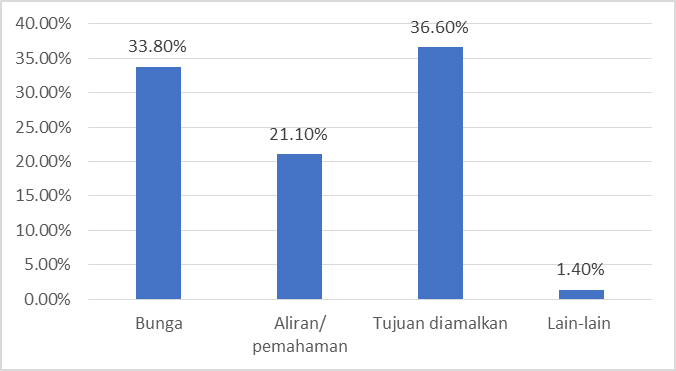 40.00%
35.00%
30.00%
25.00%
20.00%
15.00%
10.00%
5.00%
0.00%
33.80%
21.10%
36.60%
1.40%
Bunga
Aliran/
pemahaman
Tujuan diamalkan
Lain-lain